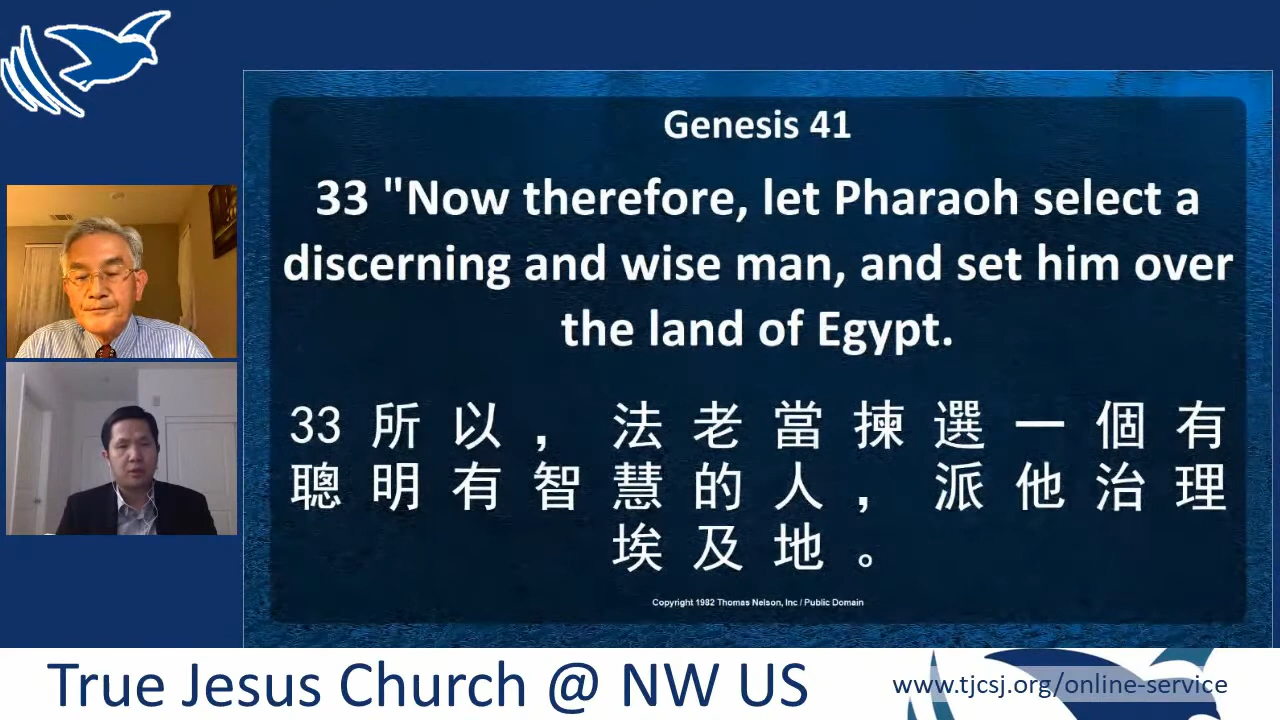 Genesis 41
33 "Now therefore, let Pharaoh select a
discerning and wise man, and set him over
the land of Egypt.
33 所以，法老當揀選一個有
聰明有智慧的人，派他治理
埃及地。
Copyright 1982 Thomas Nelson, Inc / Public Domain
True Jesus Church @ NW US
www.tjcsj.org/online-service